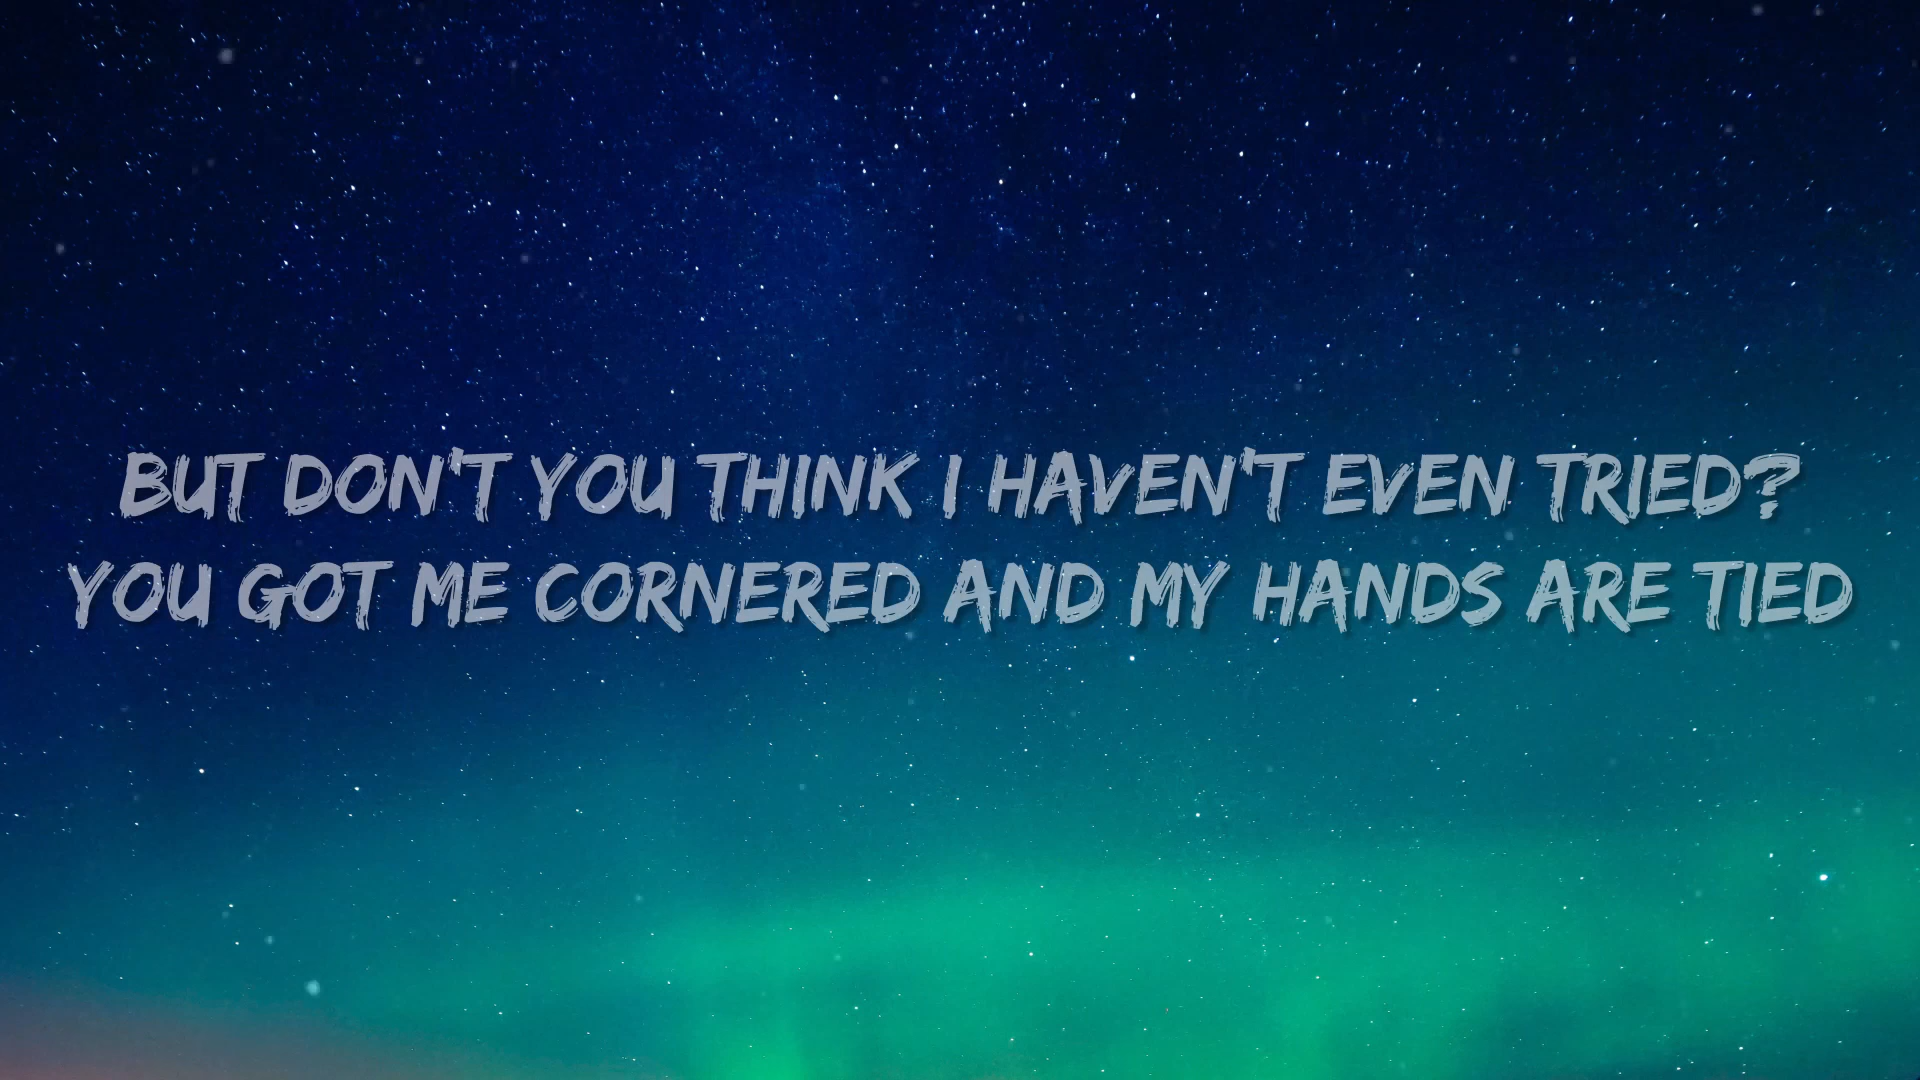 BUT DON'T YOU THINK I HAVEN'T EVEN TRIED?
YOU GOT ME CORNERED AND MY HANDS ARE TIED